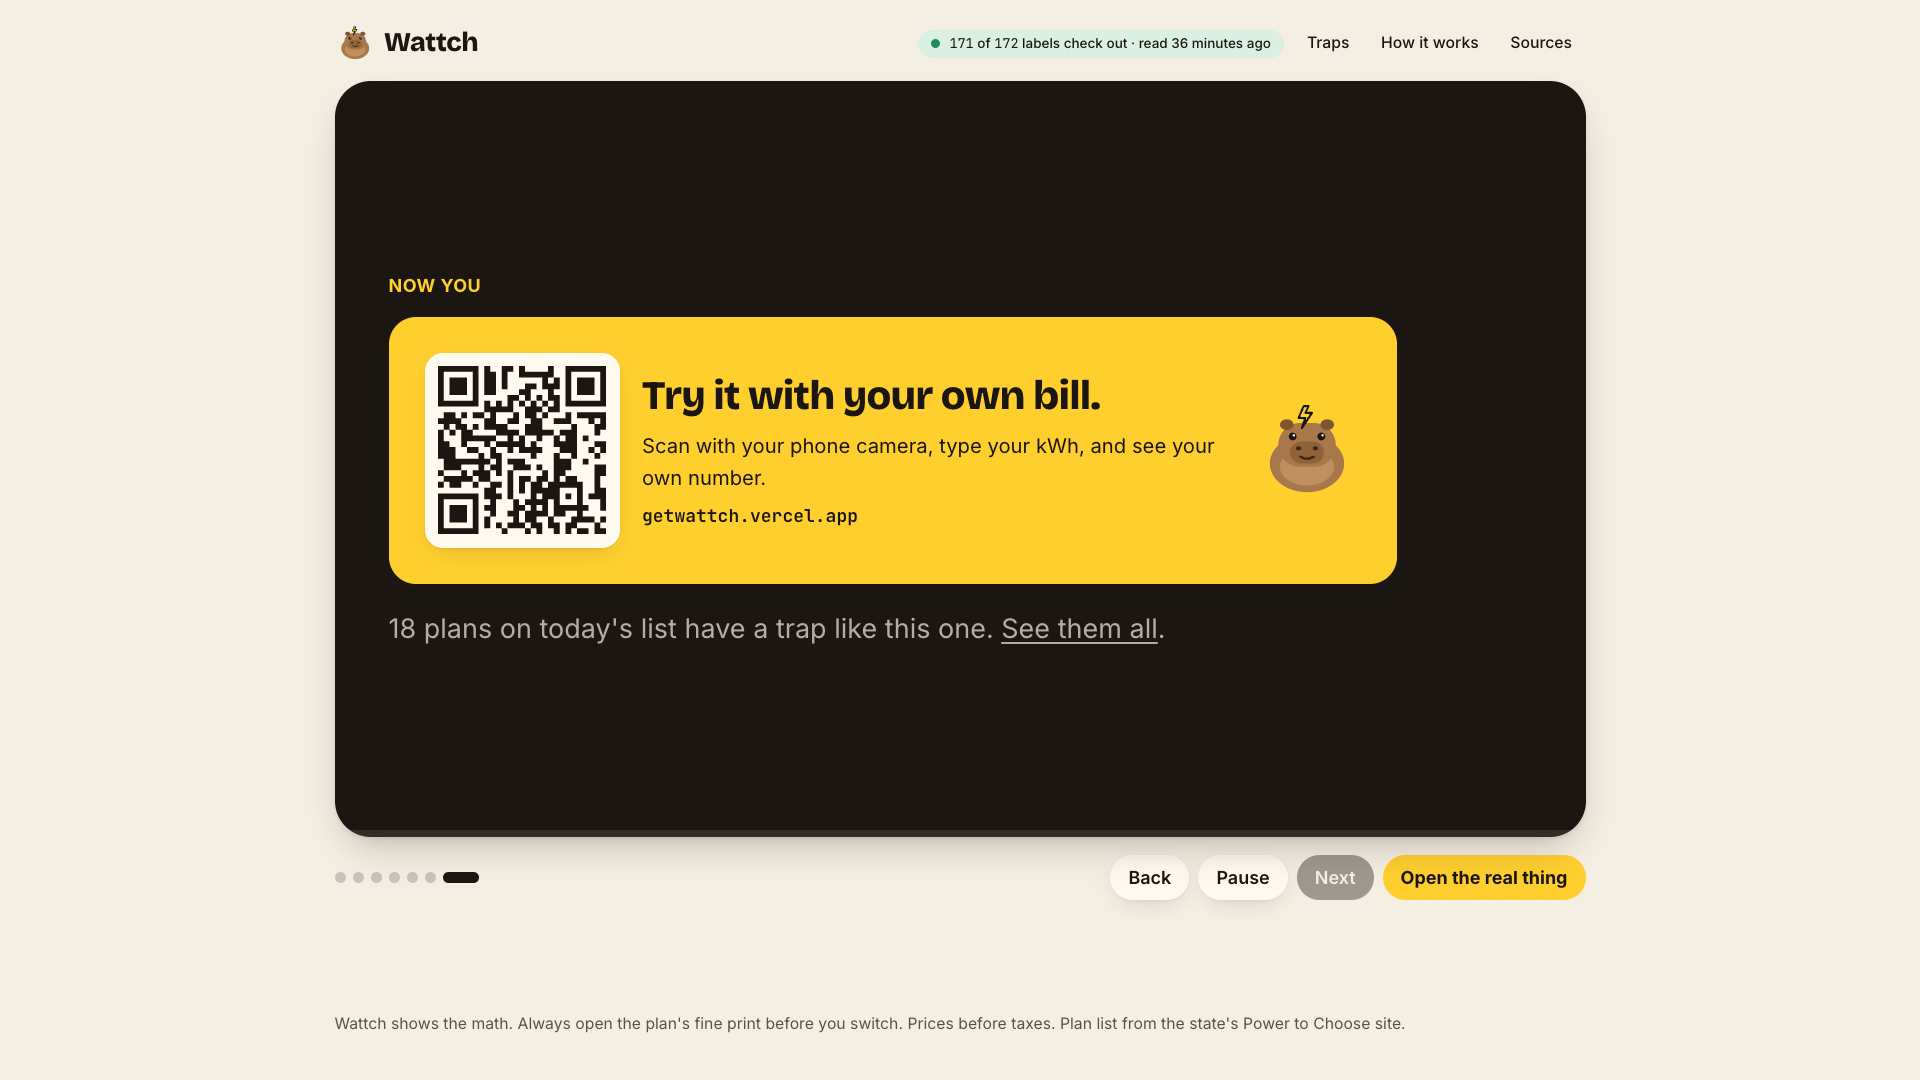 Wattch
171 of 172 labels check out · read 36 minutes ago
Traps
How it works
Sources
NOW YOU
Try it with your own bill.
Scan with your phone camera, type your kWh, and see your
own number.
getwattch.vercel.app
18 plans on today's list have a trap like this one. See them all.
Back
Pause
Next
Open the real thing
Wattch shows the math. Always open the plan's fine print before you switch. Prices before taxes. Plan list from the state's Power to Choose site.